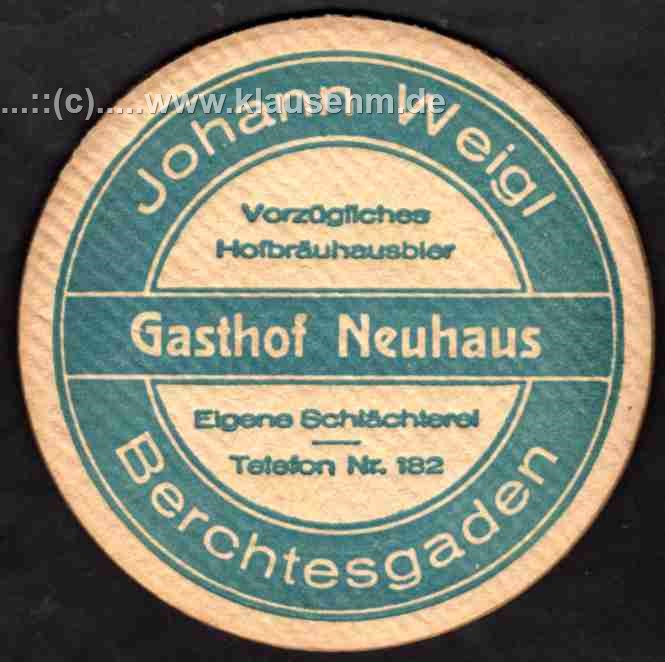 ...::(c).....www.klausehm.de
Johann Weigl
Vorzügliches
Hofbräuhausbier
Gasthof Neuhaus
Eigene Schlächterei
Telefon Nr. 182
Berchtesgaden